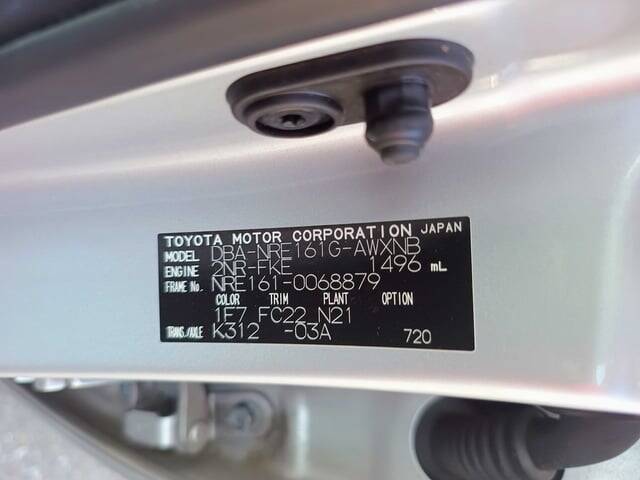 TOYOTA MOTOR CORPORATION JAPAN
MODEL DBA-NRE161G-AWXNB
ENGINE 2NR-FKE 1496 mL
FRAME No. NRE161-0068879
COLOR TRIM PLANT OPTION
1F7 FC22 N21
TRANS./AXLE K312 -03A 720